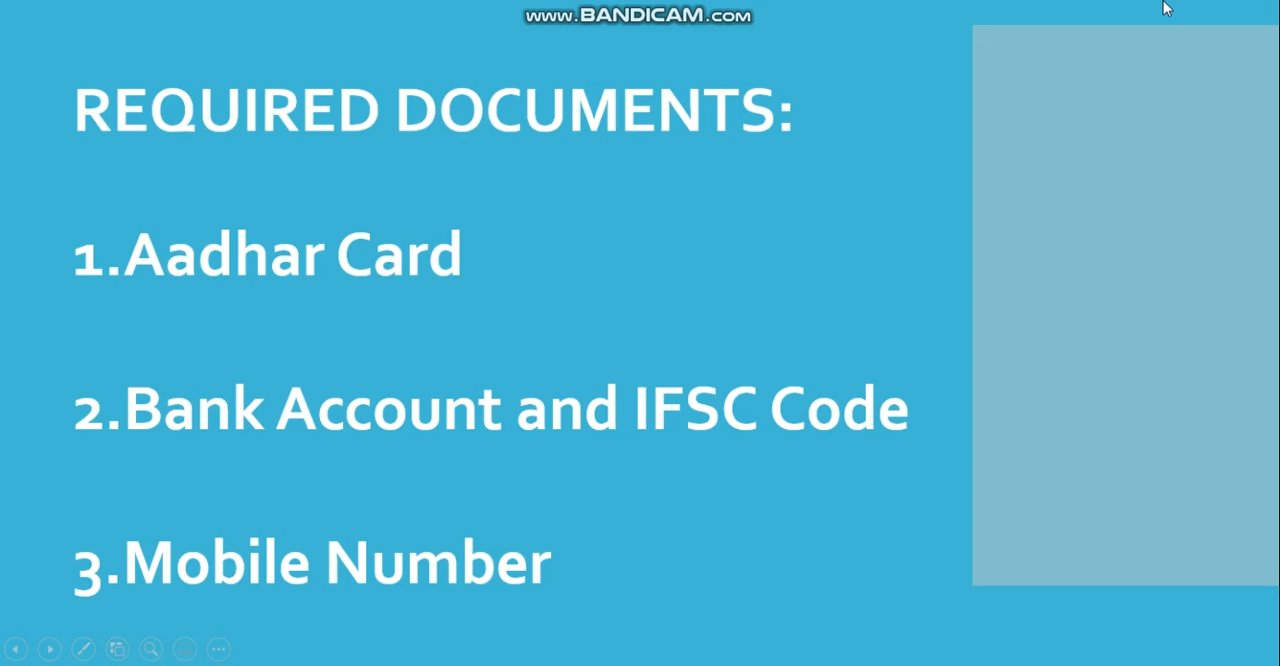 www.BANDICAM.com
REQUIRED DOCUMENTS:
1.Aadhar Card
2.Bank Account and IFSC Code
3.Mobile Number